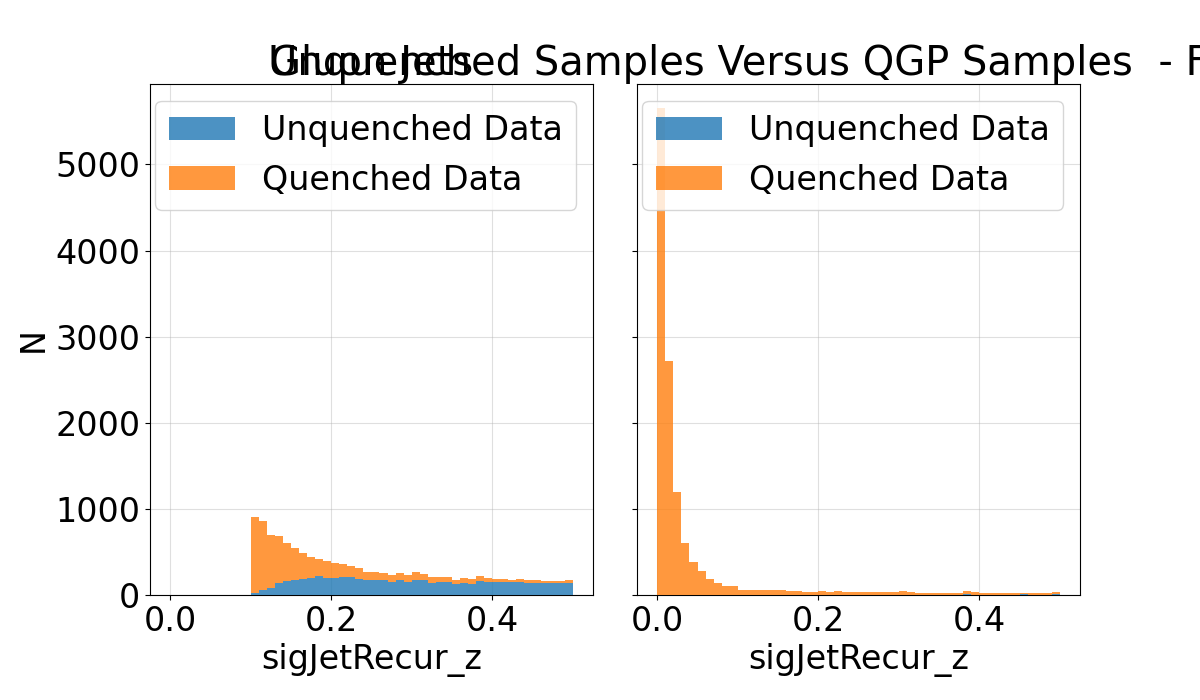 Gluon Jets
Unquenched Samples Versus QGP Samples - F
Unquenched Data
Quenched Data
Unquenched Data
Quenched Data
N
5000
4000
3000
2000
1000
0
0.0 0.2 0.4
0.0 0.2 0.4
sigJetRecur_z
sigJetRecur_z